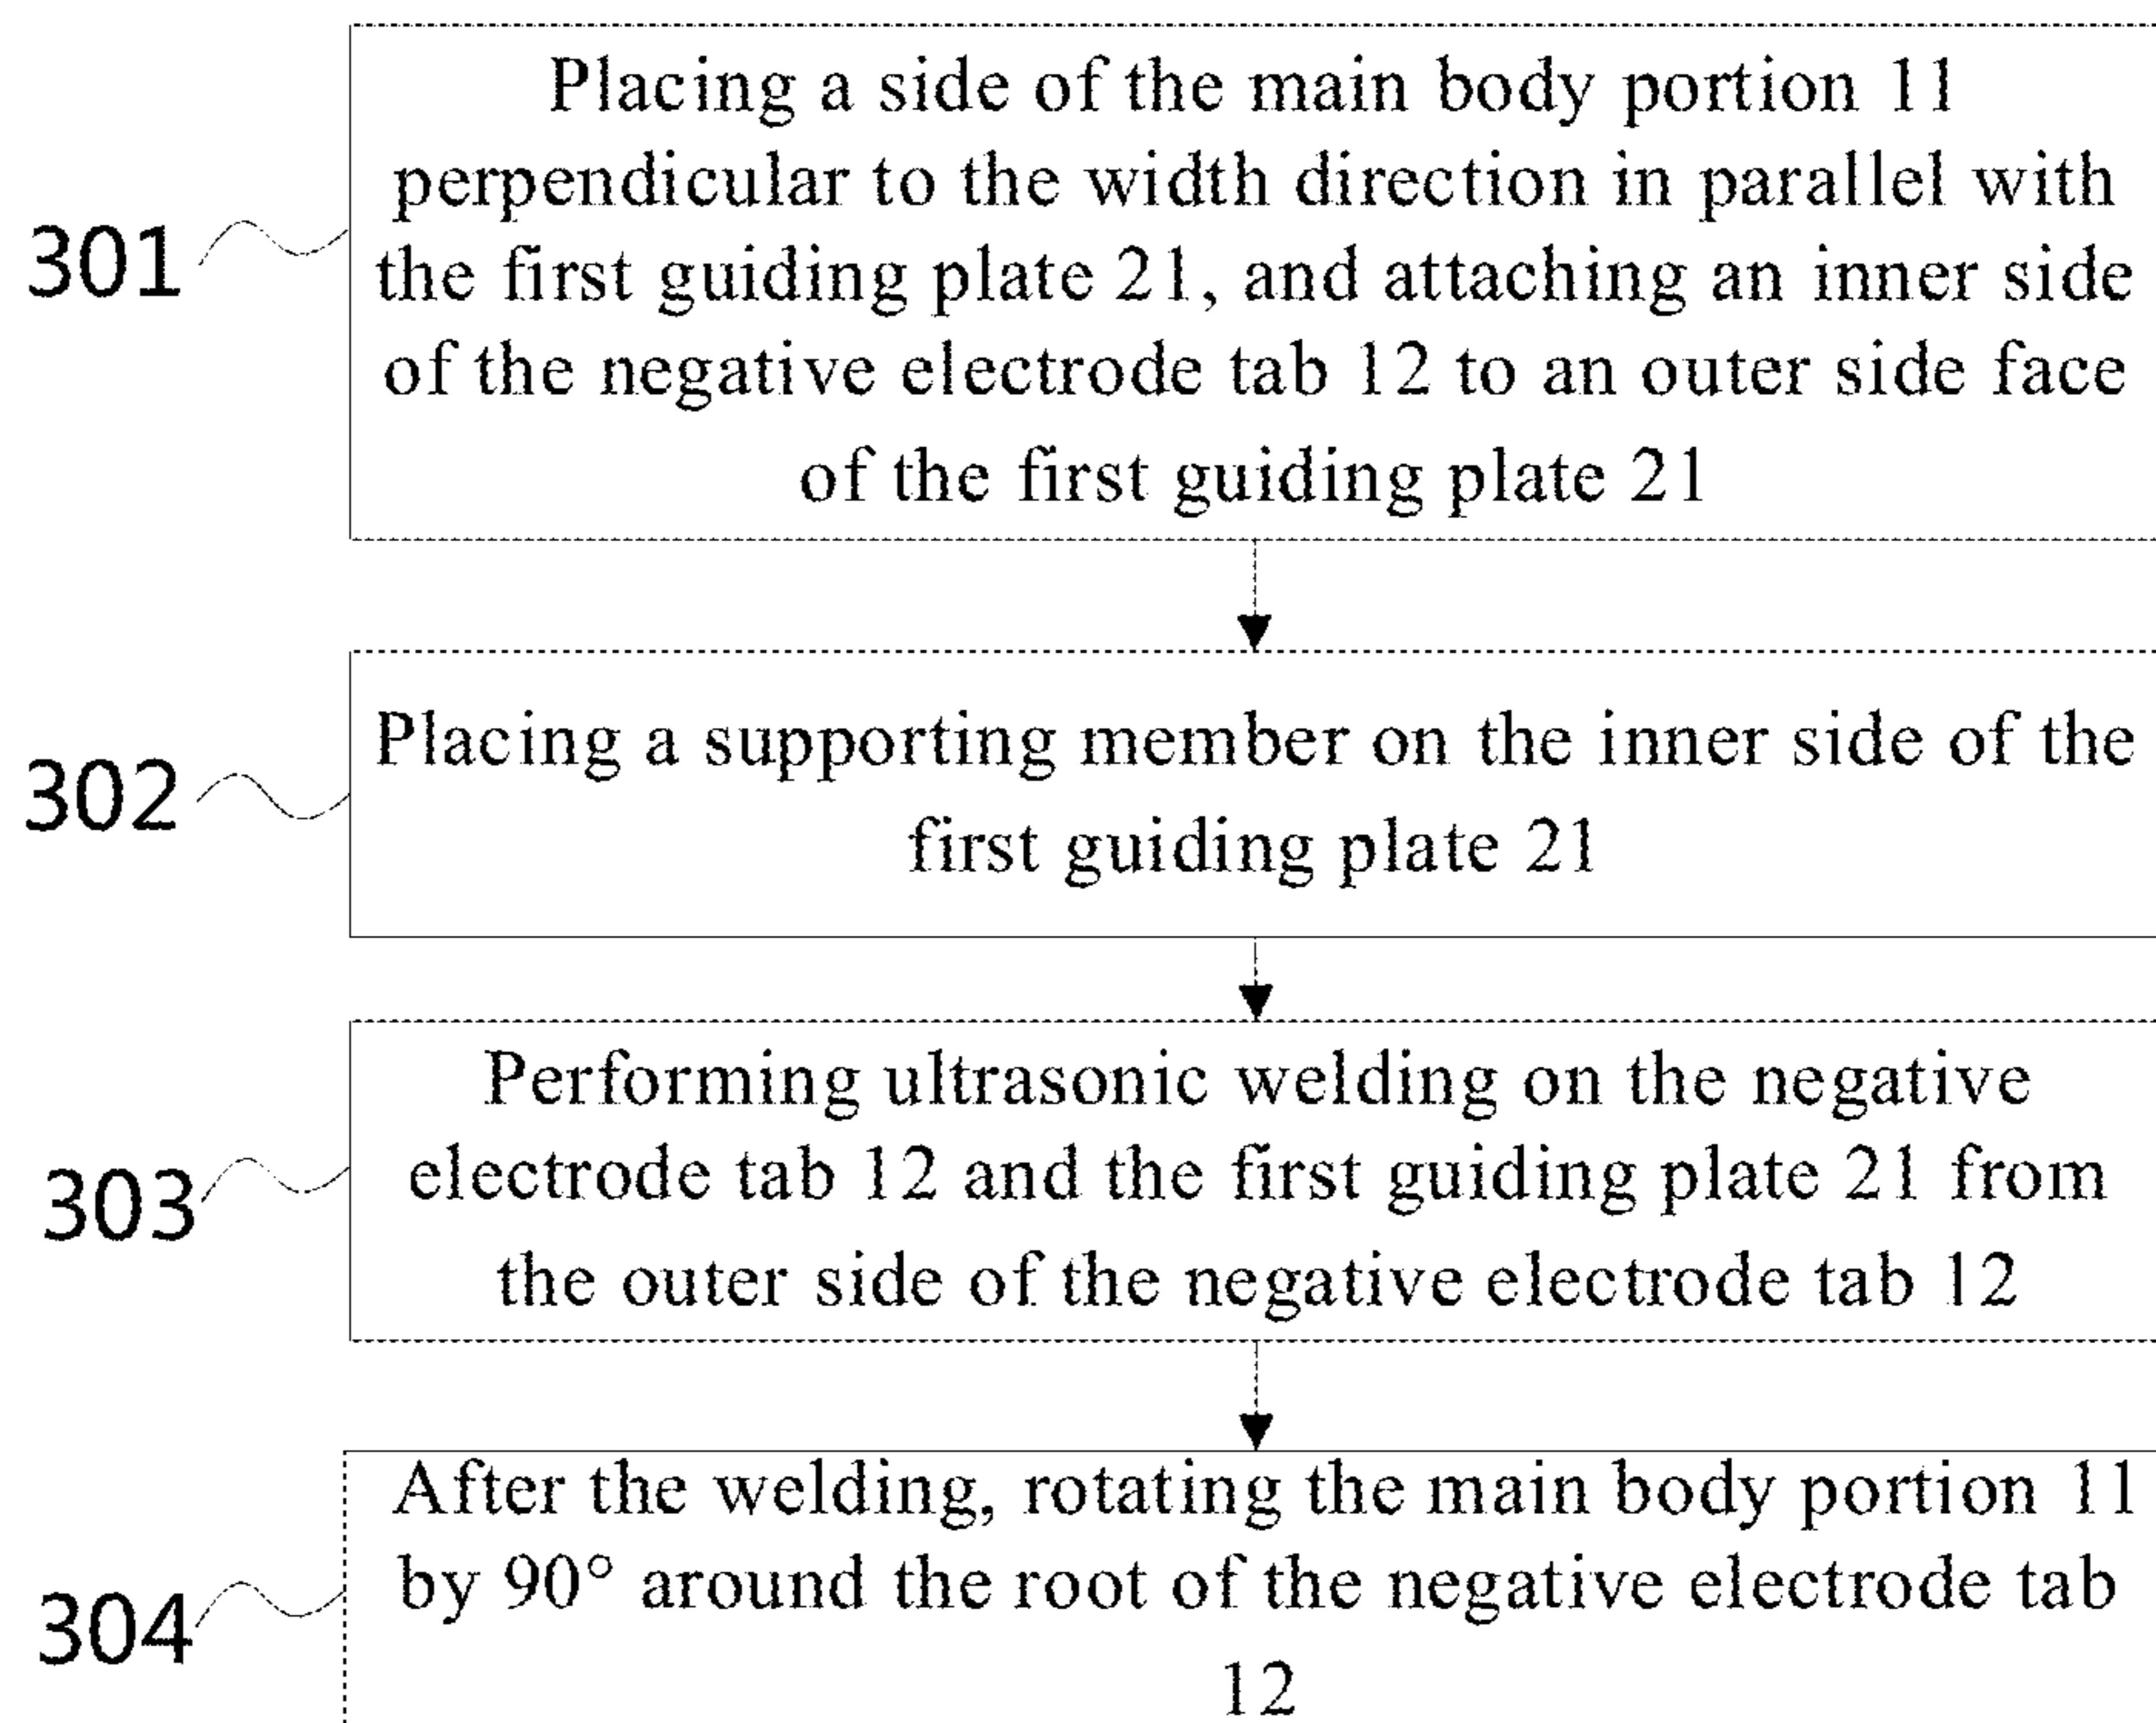 Placing a side of the main body portion 11
perpendicular to the width direction in parallel with
301
the first guiding plate 21, and attaching an inner side
of the negative electrode tab 12 to an outer side face
of the first guiding plate 21
Placing a supporting member on the inner side of the
302
first guiding plate 21
Performing ultrasonic welding on the negative
electrode tab 12 and the first guiding plate 21 from
303
the outer side of the negative electrode tab 12
After the welding, rotating the main body portion 11
by 90° around the root of the negative electrode tab
304
12